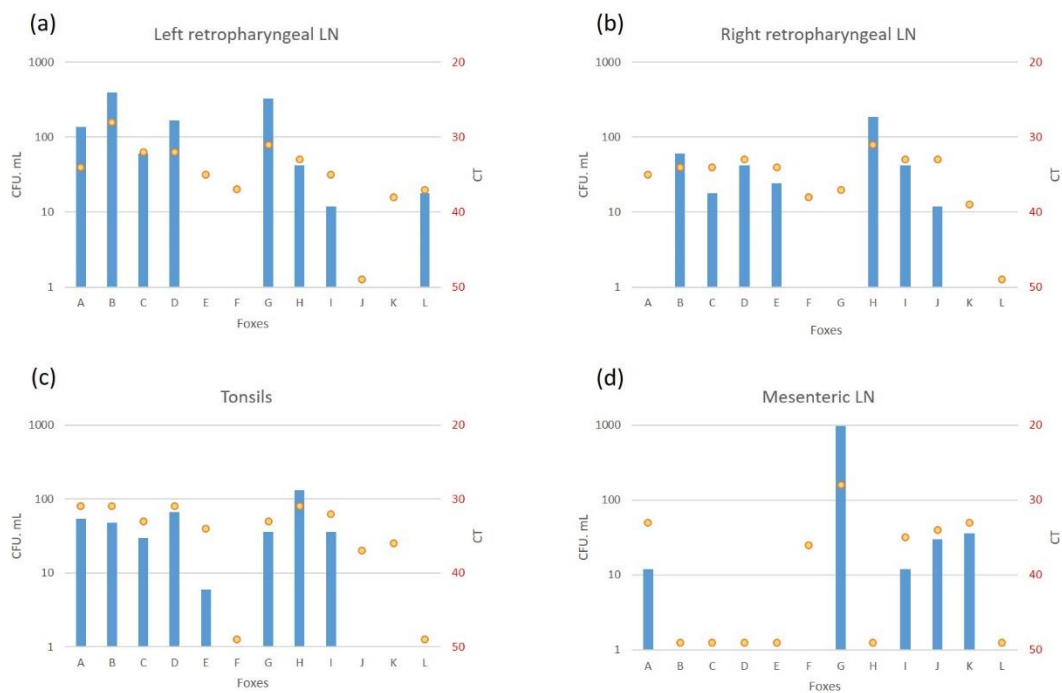 (a)
Left retropharyngeal LN
1000
100
10
1
CFU. mL
20
30
40
50
CT
A B C D E F G H I J K L
Foxes
(b)
Right retropharyngeal LN
1000
100
10
1
CFU. mL
20
30
40
50
CT
A B C D E F G H I J K L
Foxes
(c)
Tonsils
1000
100
10
1
CFU. mL
20
30
40
50
CT
A B C D E F G H I J K L
Foxes
(d)
Mesenteric LN
1000
100
10
1
CFU. mL
20
30
40
50
CT
A B C D E F G H I J K L
Foxes